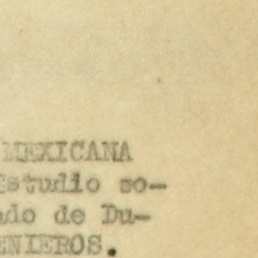 MEXICANA
Estudio so-
ado de Du-
ENIEROS.